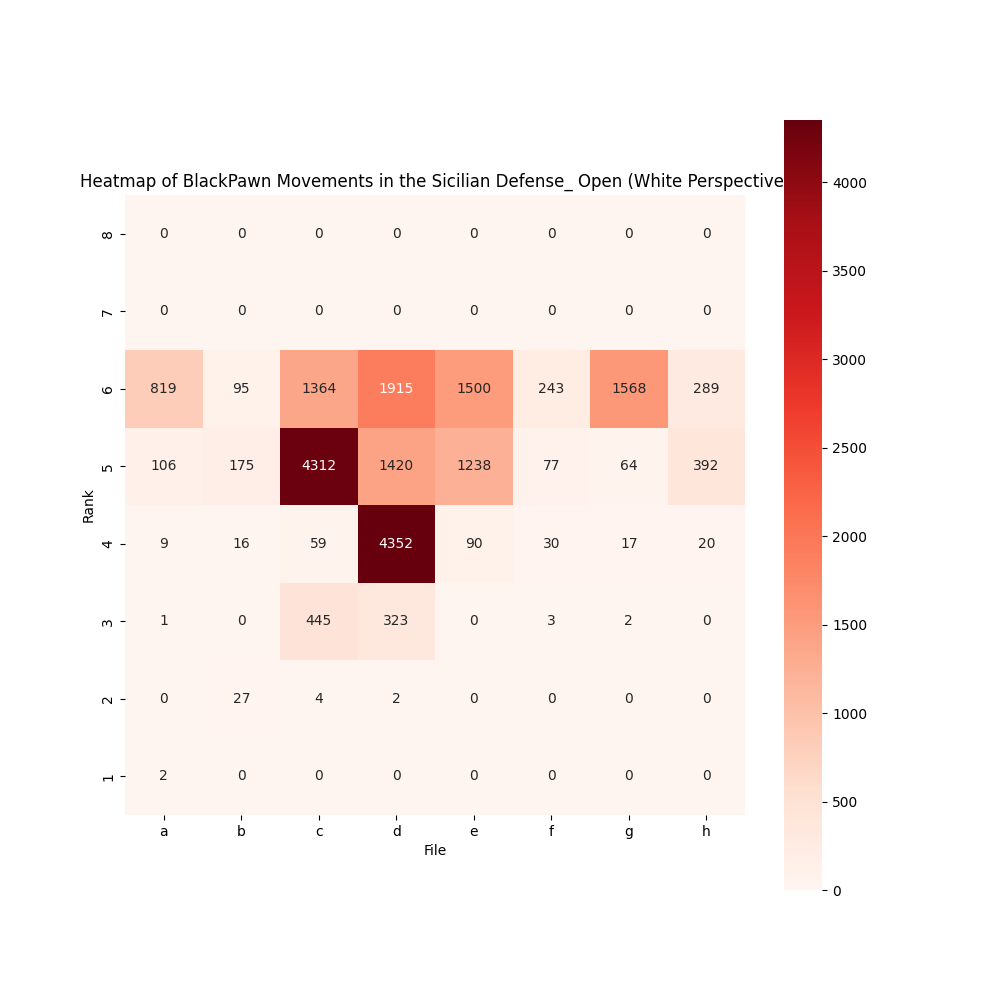 Heatmap of BlackPawn Movements in the Sicilian Defense_ Open (White Perspective
8 0 0 0 0 0 0 0 0
7 0 0 0 0 0 0 0 0
6 819 95 1364 1915 1500 243 1568 289
5 106 175 4312 1420 1238 77 64 392
Rank
4 9 16 59 4352 90 30 17 20
3 1 0 445 323 0 3 2 0
2 0 27 4 2 0 0 0 0
1 2 0 0 0 0 0 0 0
a b c d e f g h
File
4000
3500
3000
2500
2000
1500
1000
500
0